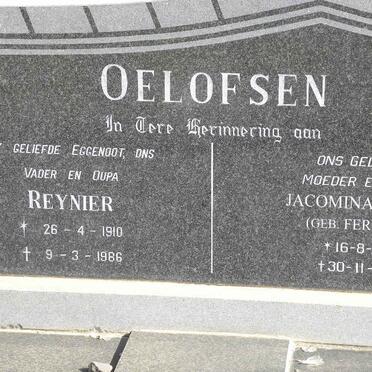 OELOFSEN
In Tere Herinnering aan
GELIEFDE EGGENOOT, ONS
VADER EN OUPA
REYNIER
* 26 - 4 - 1910
† 9 - 3 - 1986
ONS GEL
MOEDER E
JACOMINA
(GEB. FER
*16-8-
†30-11-